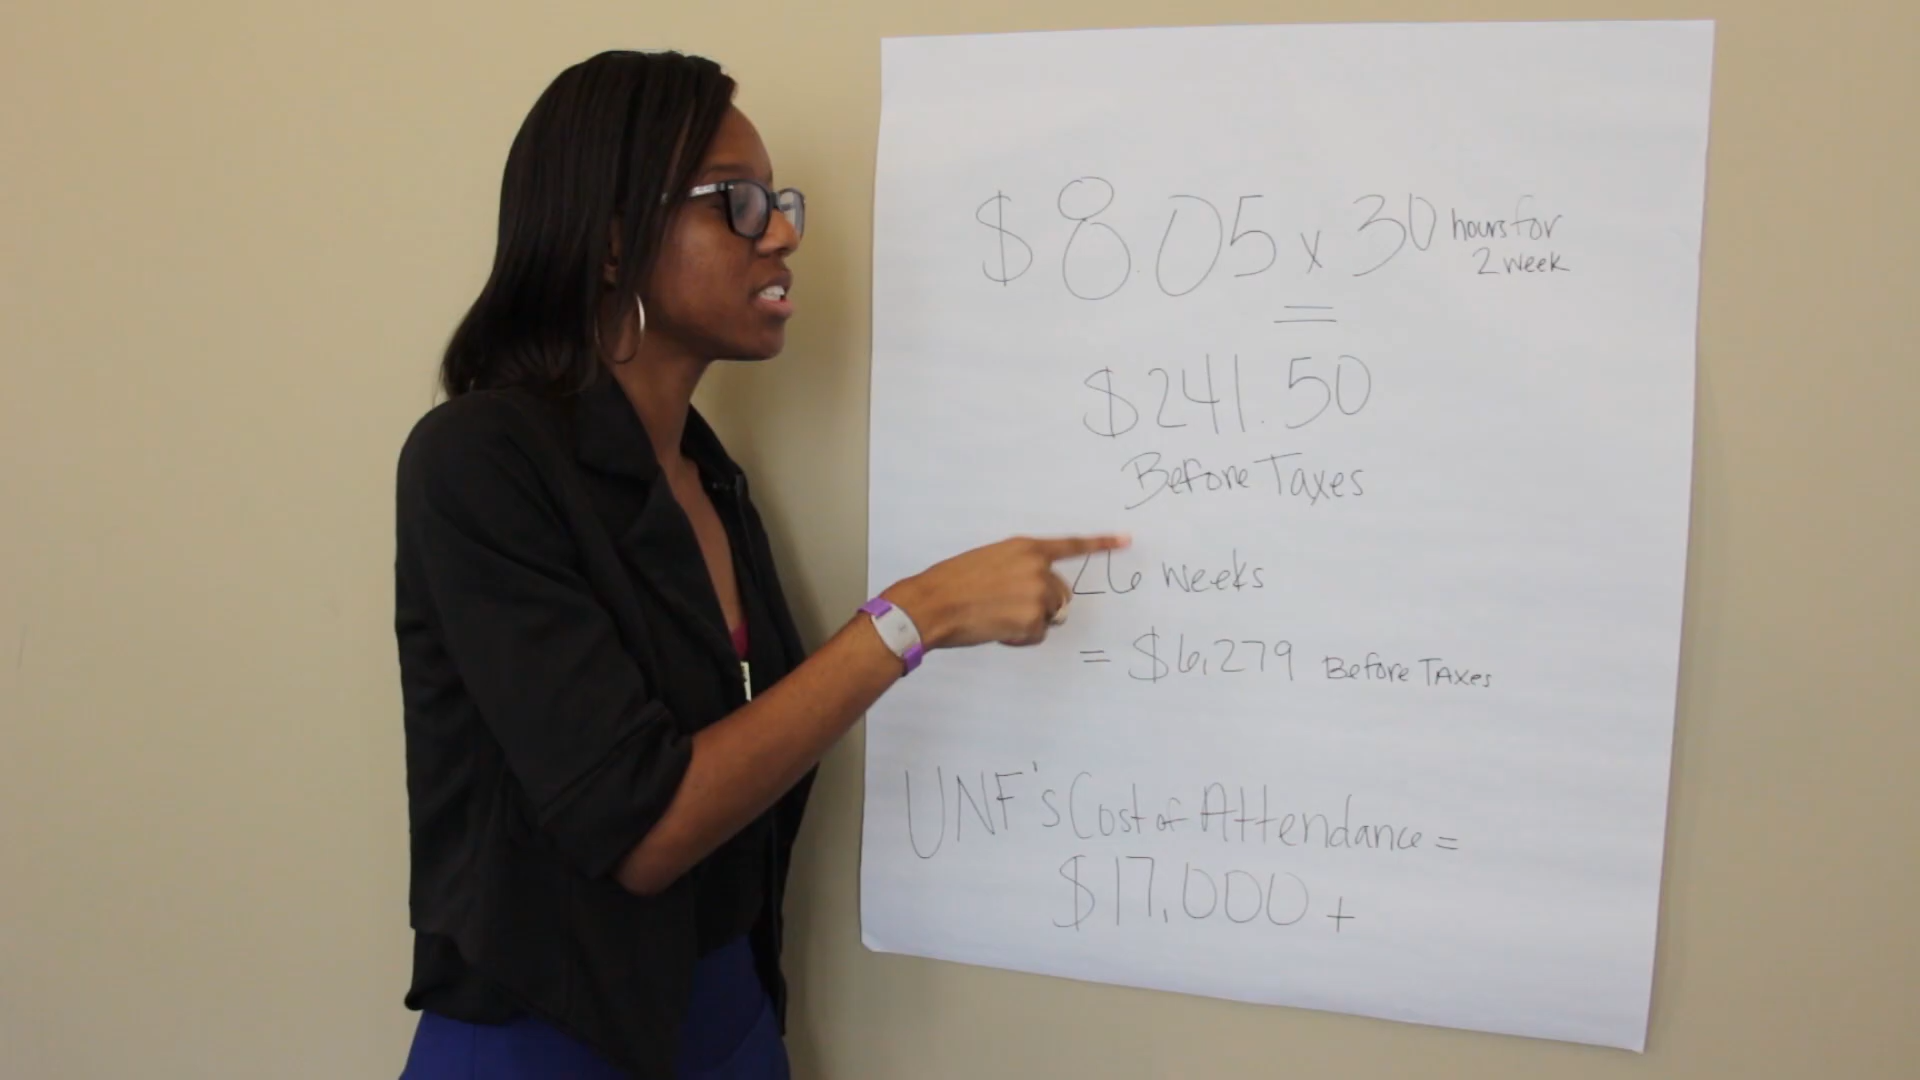 $8.05 x 30 hours for
2 week
=
$241.50
Before Taxes
26 weeks
= $6,279 Before Taxes
UNF's Cost of Attendance =
$17,000 +